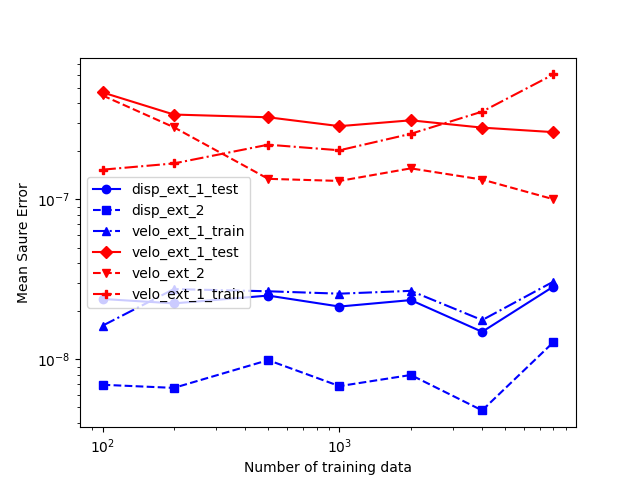 Mean Saure Error
10⁻⁷
10⁻⁸
disp_ext_1_test
disp_ext_2
velo_ext_1_train
velo_ext_1_test
velo_ext_2
velo_ext_1_train
10²
10³
Number of training data